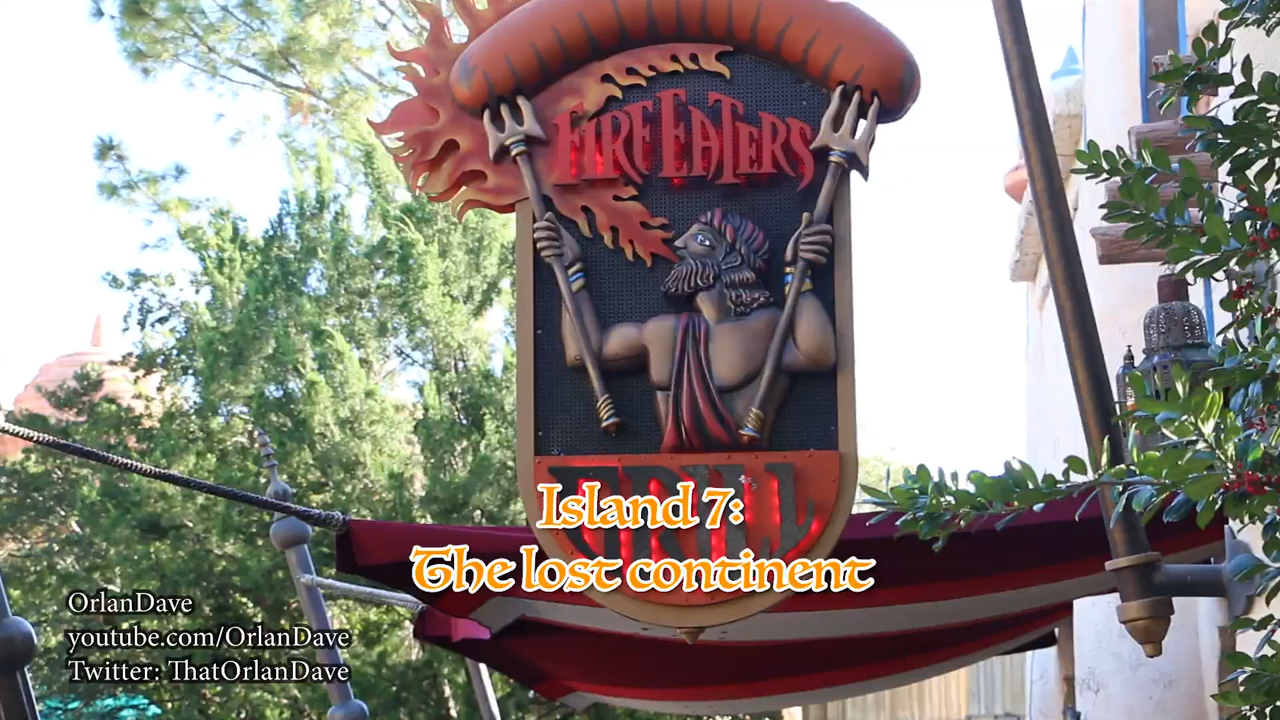 FIRE EATERS
GRILL
Island 7:
The lost continent
OrlanDave
youtube.com/OrlanDave
Twitter: ThatOrlanDave